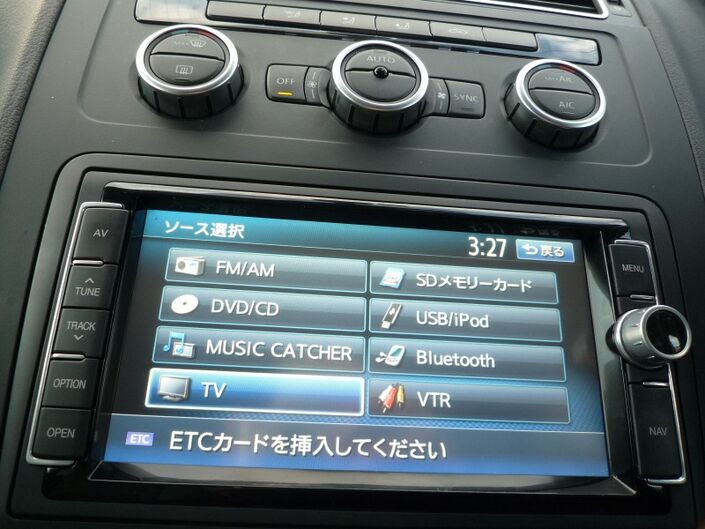 AUTO
OFF
SYNC
A/C
ソース選択
3:27
戻る
FM/AM
SDメモリーカード
DVD/CD
USB/iPod
MUSIC CATCHER
Bluetooth
TV
VTR
ETC ETCカードを挿入してください
AV
TUNE
TRACK
OPTION
OPEN
MENU
NAV